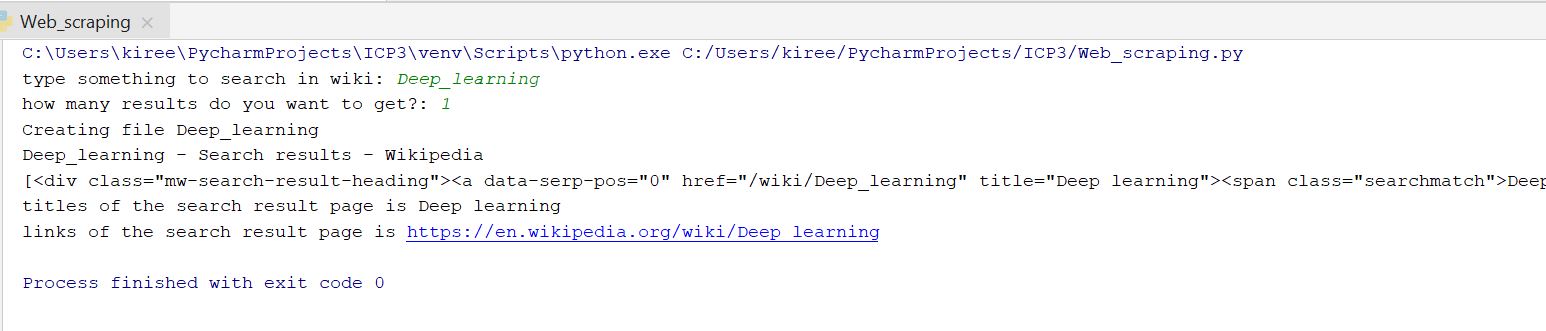 Web_scraping
C:\Users\kiree\PycharmProjects\ICP3\venv\Scripts\python.exe C:/Users/kiree/PycharmProjects/ICP3/Web_scraping.py
type something to search in wiki: Deep_learning
how many results do you want to get?: 1
Creating file Deep_learning
Deep_learning - Search results - Wikipedia
[<div class="mw-search-result-heading"><a data-serp-pos="0" href="/wiki/Deep_learning" title="Deep learning"><span class="searchmatch">Deep
titles of the search result page is Deep learning
links of the search result page is https://en.wikipedia.org/wiki/Deep_learning
Process finished with exit code 0